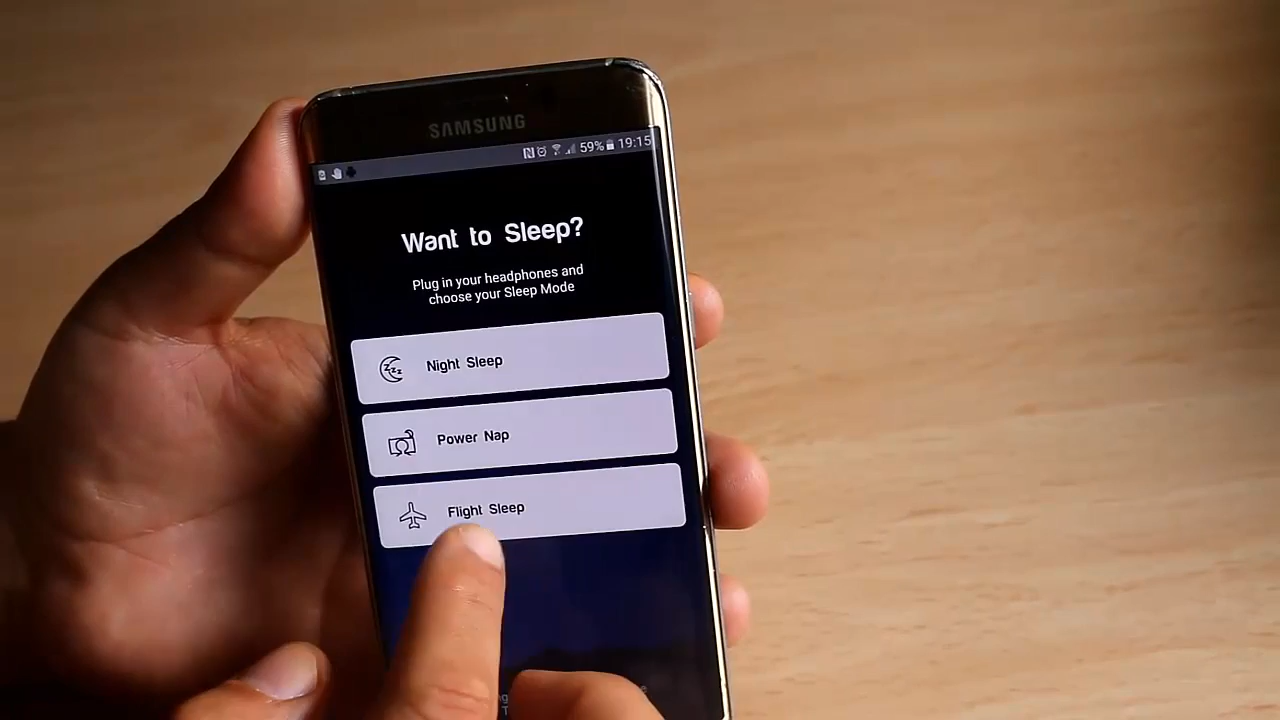 SAMSUNG
59% 19:15
Want to Sleep?
Plug in your headphones and
choose your Sleep Mode
Night Sleep
Power Nap
Flight Sleep